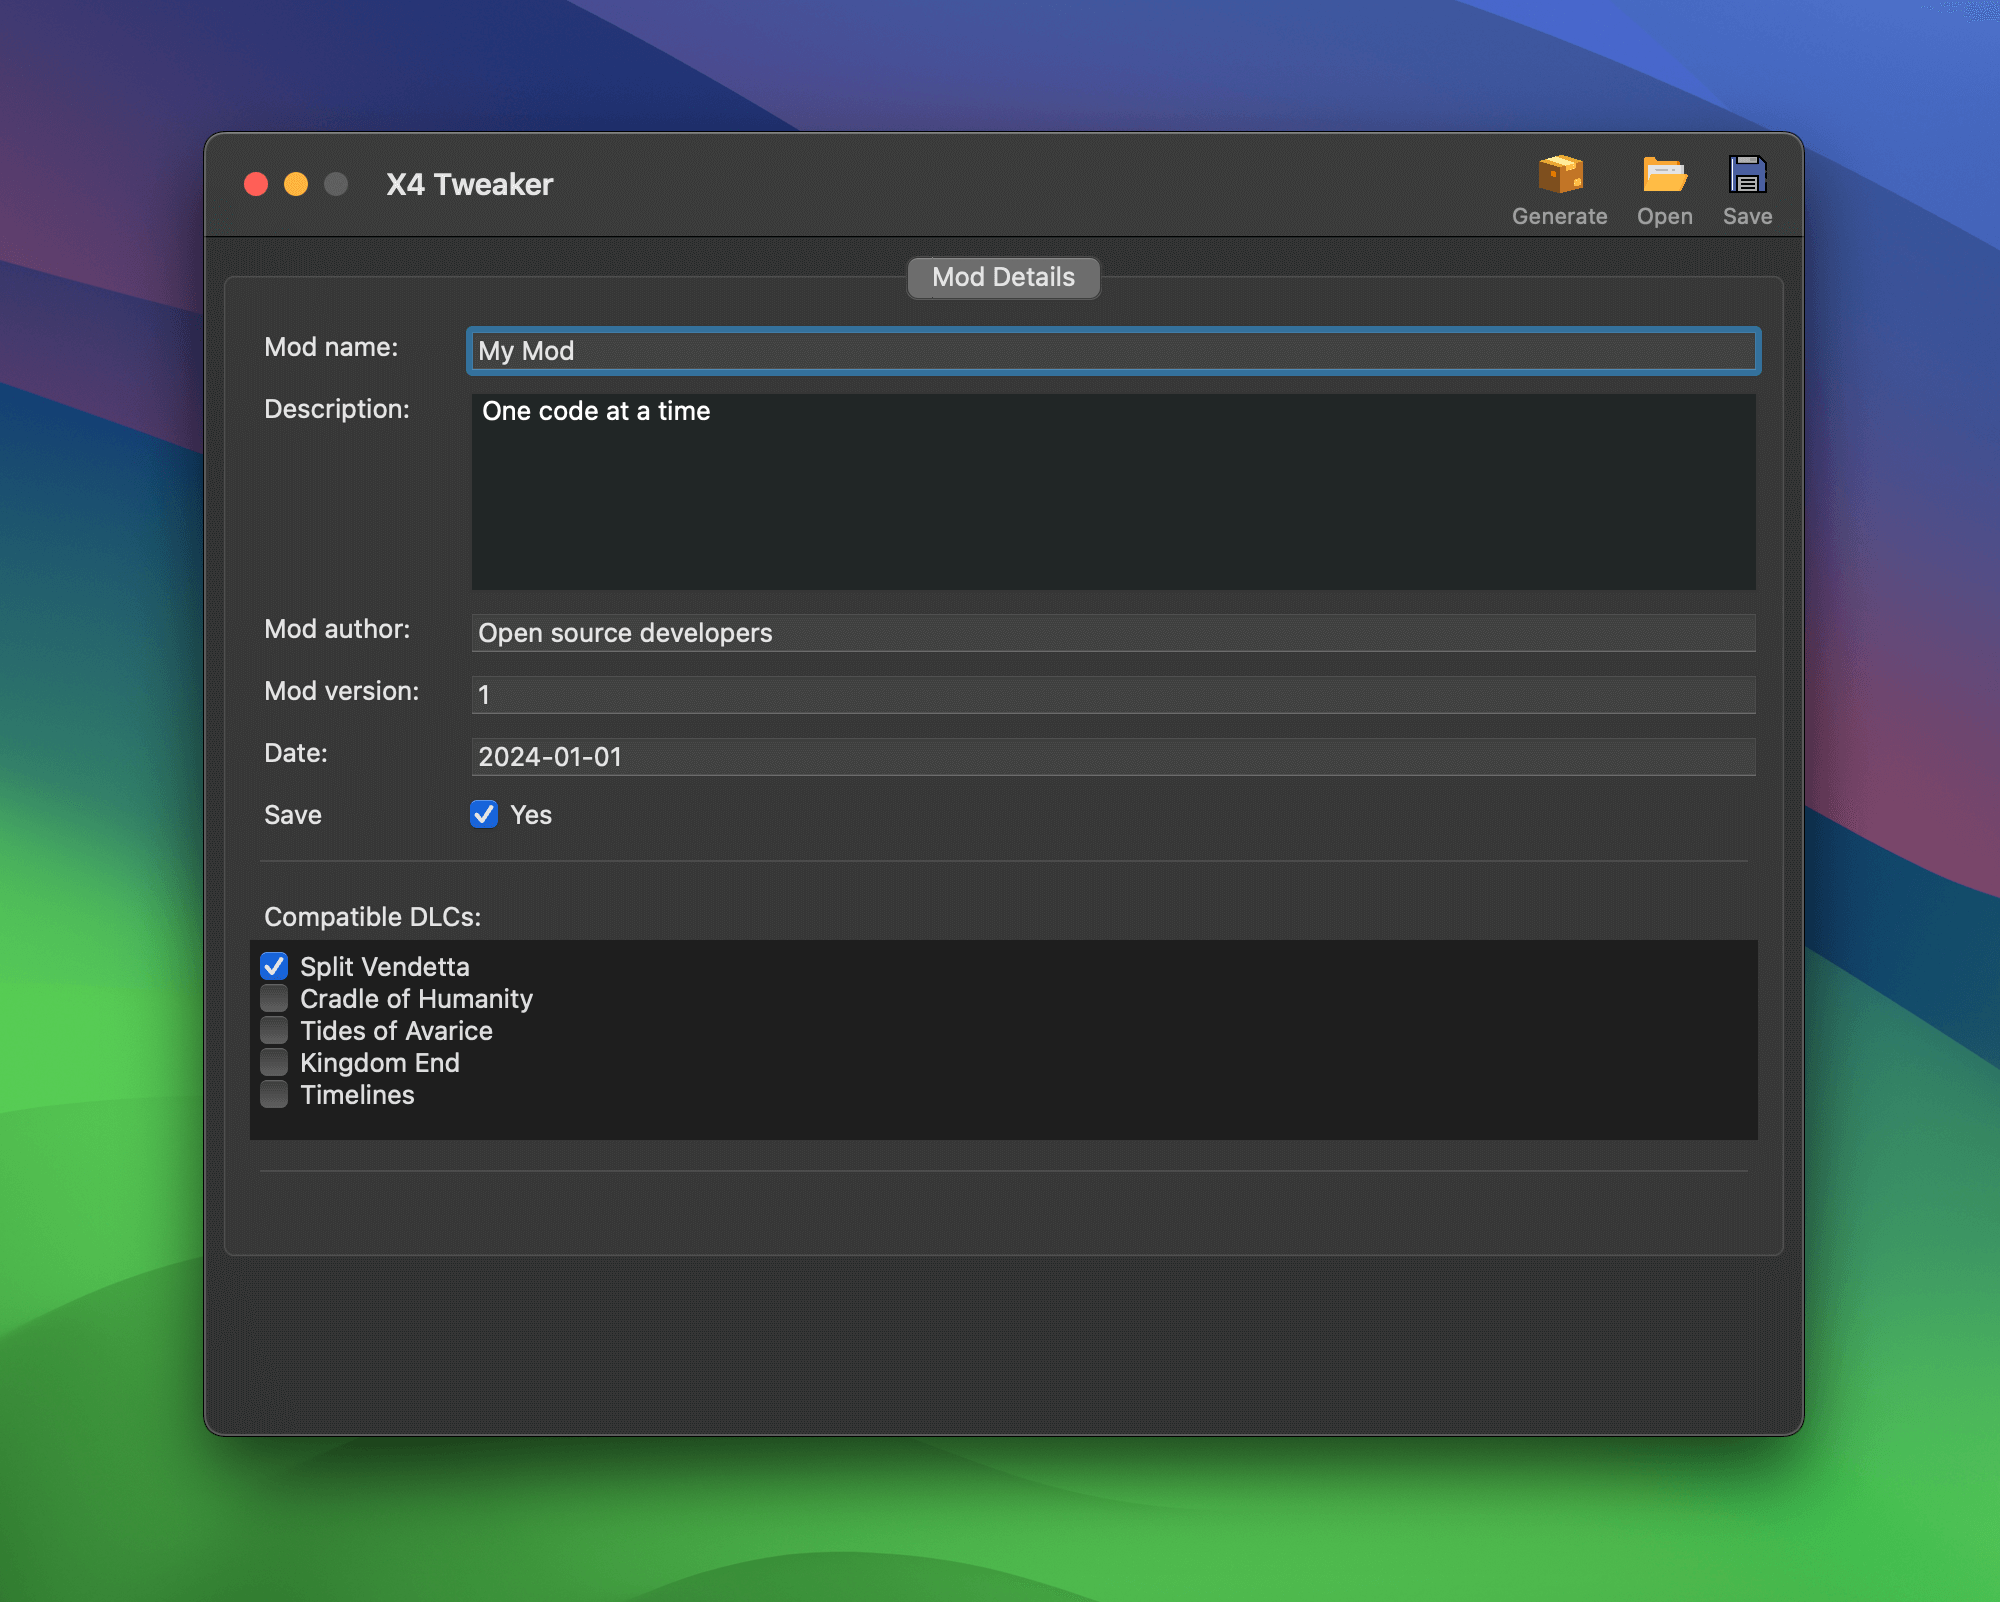 X4 Tweaker
Generate
Open
Save
Mod Details
Mod name:
My Mod
Description:
One code at a time
Mod author:
Open source developers
Mod version:
1
Date:
2024-01-01
Save
Yes
Compatible DLCs:
Split Vendetta
Cradle of Humanity
Tides of Avarice
Kingdom End
Timelines